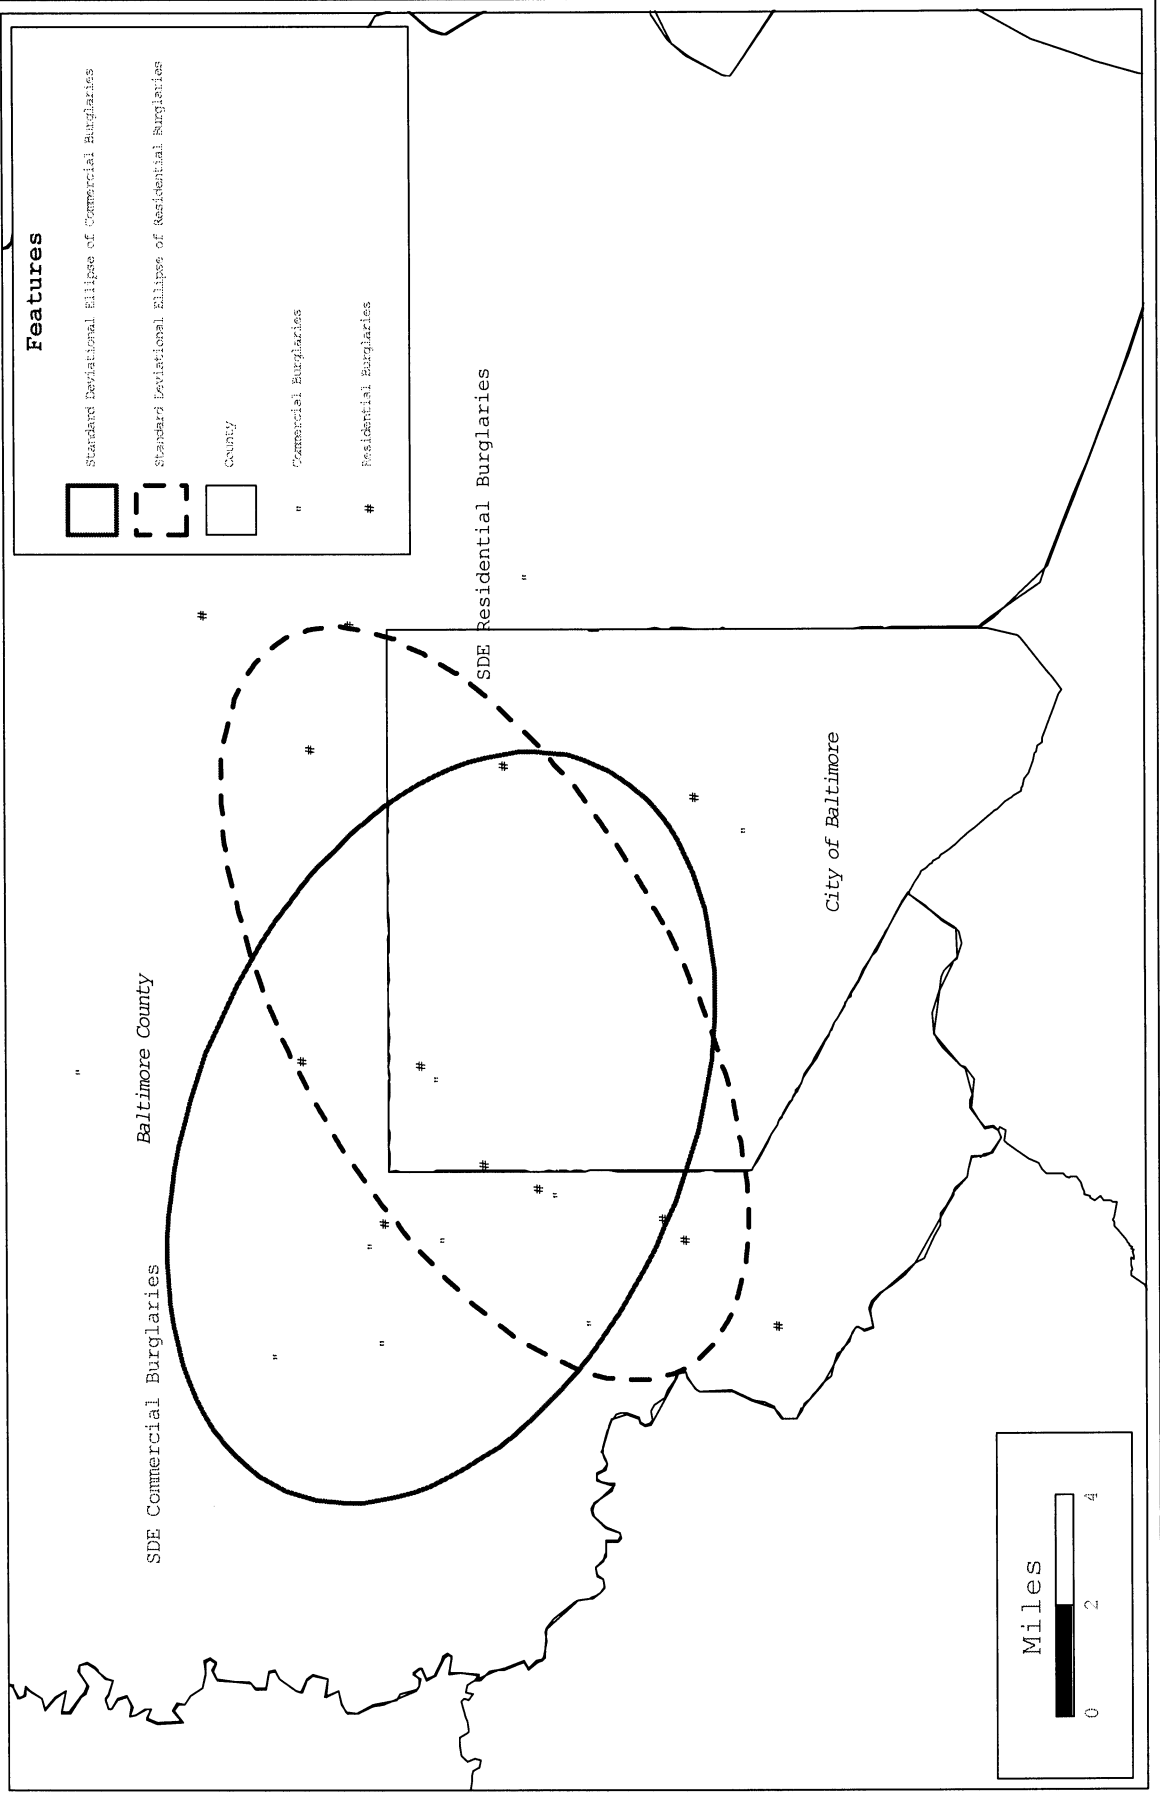 Features
Standard Deviational Ellipse of Commercial Burglaries
Standard Deviational Ellipse of Residential Burglaries
County
" Commercial Burglaries
# Residential Burglaries
Baltimore County
SDE Commercial Burglaries
SDE Residential Burglaries
City of Baltimore
Miles
0 2 4